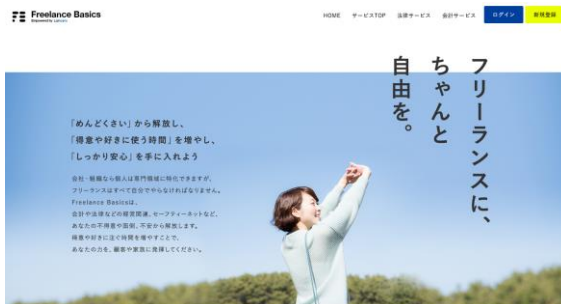 Freelance Basics
HOME
サービスTOP
法律サービス
会計サービス
ログイン
新規登録
フリーランスに、
ちゃんと
自由を。
「めんどくさい」から解放し、
「得意や好きに使う時間」を増やし、
「しっかり安心」を手に入れよう
会社・組織なら個人は専門領域に特化できますが、
フリーランスはすべて自分でやらなければなりません。
Freelance Basicsは、
会計や法律などの経営関連、セーフティーネットなど、
あなたの不得意や面倒、不安から解放します。
得意や好きに注ぐ時間を増やすことで、
あなたの力を、顧客や家族に発揮してください。